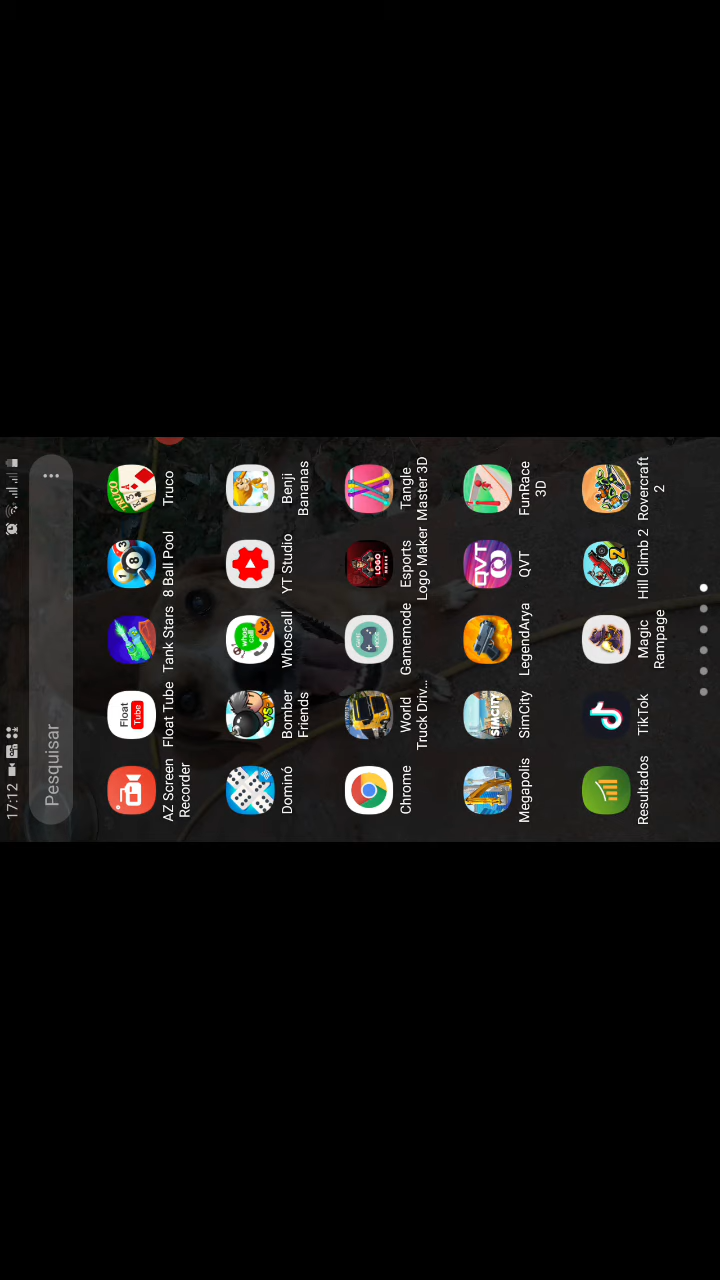 17:12
Pesquisar
AZ Screen
Recorder
Float Tube
Tank Stars
8 Ball Pool
Truco
Dominó
Bomber
Friends
Whoscall
YT Studio
Benji
Bananas
Chrome
World
Truck Driv...
Gamemode
Esports
Logo Maker
Tangle
Master 3D
Megapolis
SimCity
LegendArya
QVT
FunRace
3D
Resultados
TikTok
Magic
Rampage
Hill Climb 2
Rovercraft
2